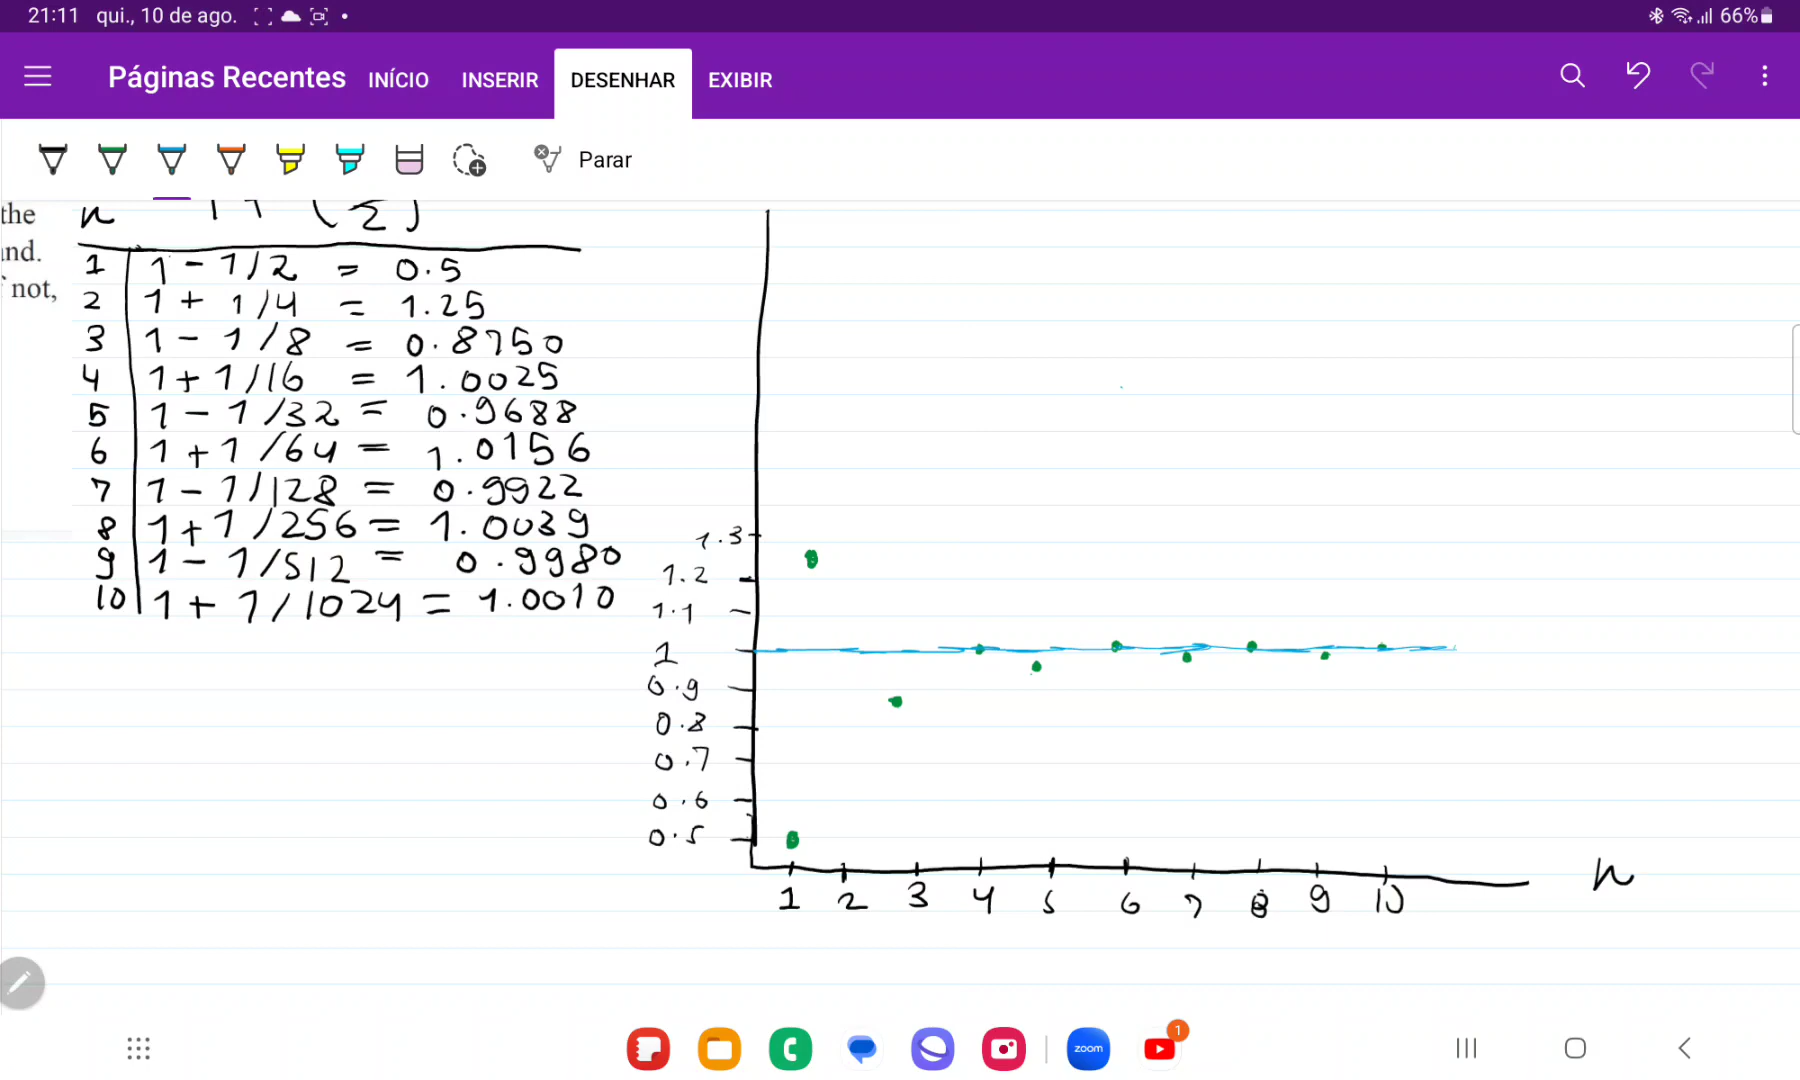 21:11 qui., 10 de ago. 66%
Páginas Recentes INÍCIO INSERIR DESENHAR EXIBIR
Parar
the
and.
not,
n
1 1 - 1/2 = 0.5
2 1 + 1/4 = 1.25
3 1 - 1/8 = 0.8750
4 1 + 1/16 = 1.0025
5 1 - 1/32 = 0.9688
6 1 + 1/64 = 1.0156
7 1 - 1/128 = 0.9922
8 1 + 1/256 = 1.0039
9 1 - 1/512 = 0.9980
10 1 + 1/1024 = 1.0010
1.3
1.2
1.1
1
0.9
0.8
0.7
0.6
0.5
1 2 3 4 5 6 7 8 9 10
n
zoom
1